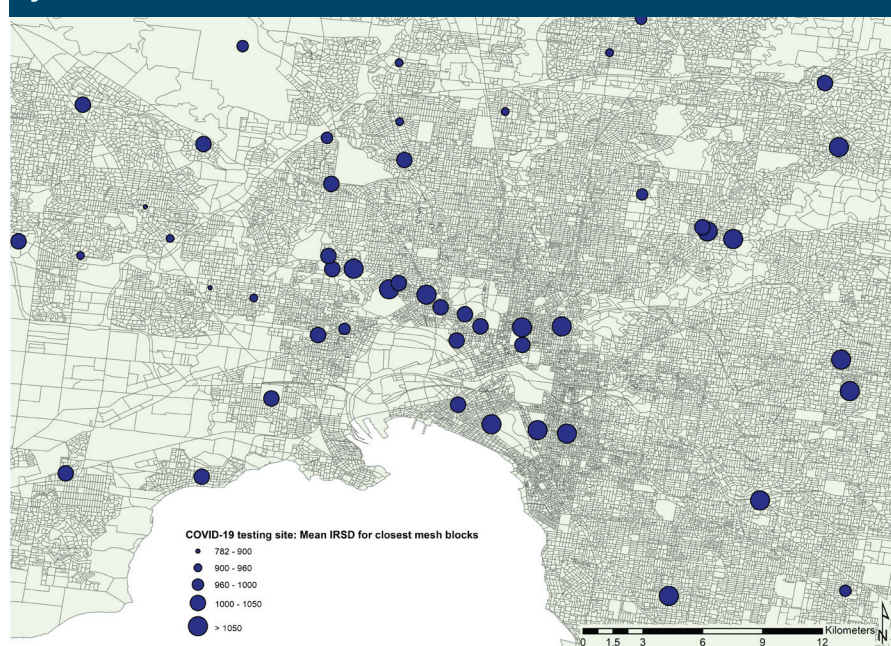 COVID-19 testing site: Mean IRSD for closest mesh blocks
782 - 900
900 - 960
960 - 1000
1000 - 1050
> 1050
Kilometers
0 1.5 3 6 9 12
N